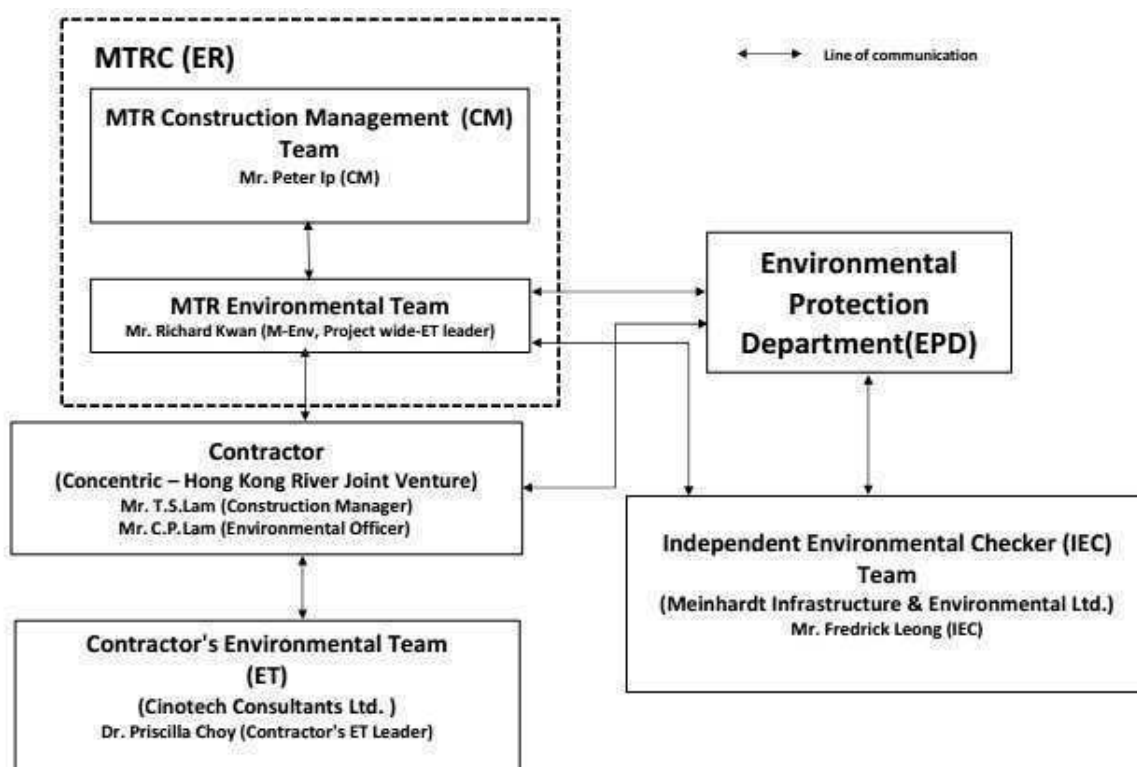 MTRC (ER)
Line of communication
MTR Construction Management (CM)
Team
Mr. Peter Ip (CM)
MTR Environmental Team
Mr. Richard Kwan (M-Env, Project wide-ET leader)
Environmental
Protection
Department(EPD)
Contractor
(Concentric – Hong Kong River Joint Venture)
Mr. T.S.Lam (Construction Manager)
Mr. C.P.Lam (Environmental Officer)
Independent Environmental Checker (IEC)
Team
(Meinhardt Infrastructure & Environmental Ltd.)
Mr. Fredrick Leong (IEC)
Contractor's Environmental Team
(ET)
(Cinotech Consultants Ltd. )
Dr. Priscilla Choy (Contractor's ET Leader)